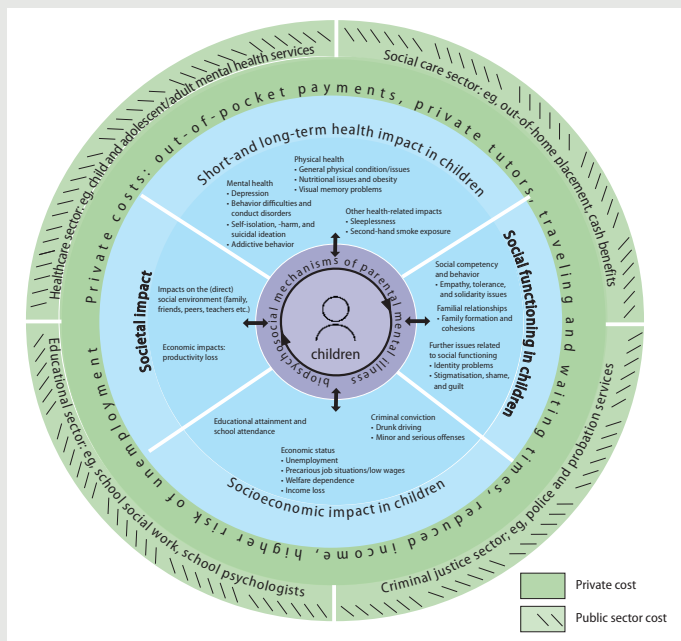 Healthcare sector: eg, child and adolescent/adult mental health services
Social care sector: eg, out-of-home placement, cash benefits
Educational sector: eg, school social work, school psychologists
Criminal justice sector; eg, police and probation services
Private costs: out-of-pocket payments, private tutors, traveling and waiting times, reduced income, higher risk of unemployment
Short-and long-term health impact in children
Physical health
• General physical condition/issues
• Nutritional issues and obesity
• Visual memory problems
Mental health
• Depression
• Behavior difficulties and
conduct disorders
• Self-isolation, -harm, and
suicidal ideation
• Addictive behavior
Other health-related impacts
• Sleeplessness
• Second-hand smoke exposure
Social functioning in children
Social competency
and behavior
• Empathy, tolerance,
and solidarity issues
Familial relationships
• Family formation and
cohesions
Further issues related
to social functioning
• Identity problems
• Stigmatisation, shame,
and guilt
Societal impact
Impacts on the (direct)
social environment (family,
friends, peers, teachers etc.)
Economic impacts:
productivity loss
biopsychosocial mechanisms of parental mental illness
children
Educational attainment and
school attendance
Criminal conviction
• Drunk driving
• Minor and serious offenses
Economic status
• Unemployment
• Precarious job situations/low wages
• Welfare dependence
• Income loss
Socioeconomic impact in children
Private cost
Public sector cost